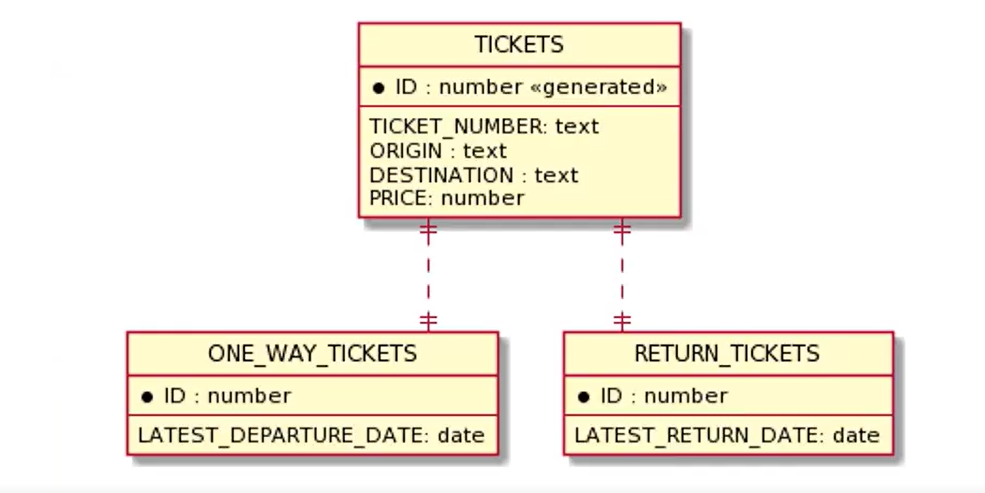 TICKETS
ID : number «generated»
TICKET_NUMBER: text
ORIGIN : text
DESTINATION : text
PRICE: number
ONE_WAY_TICKETS
ID : number
LATEST_DEPARTURE_DATE: date
RETURN_TICKETS
ID : number
LATEST_RETURN_DATE: date